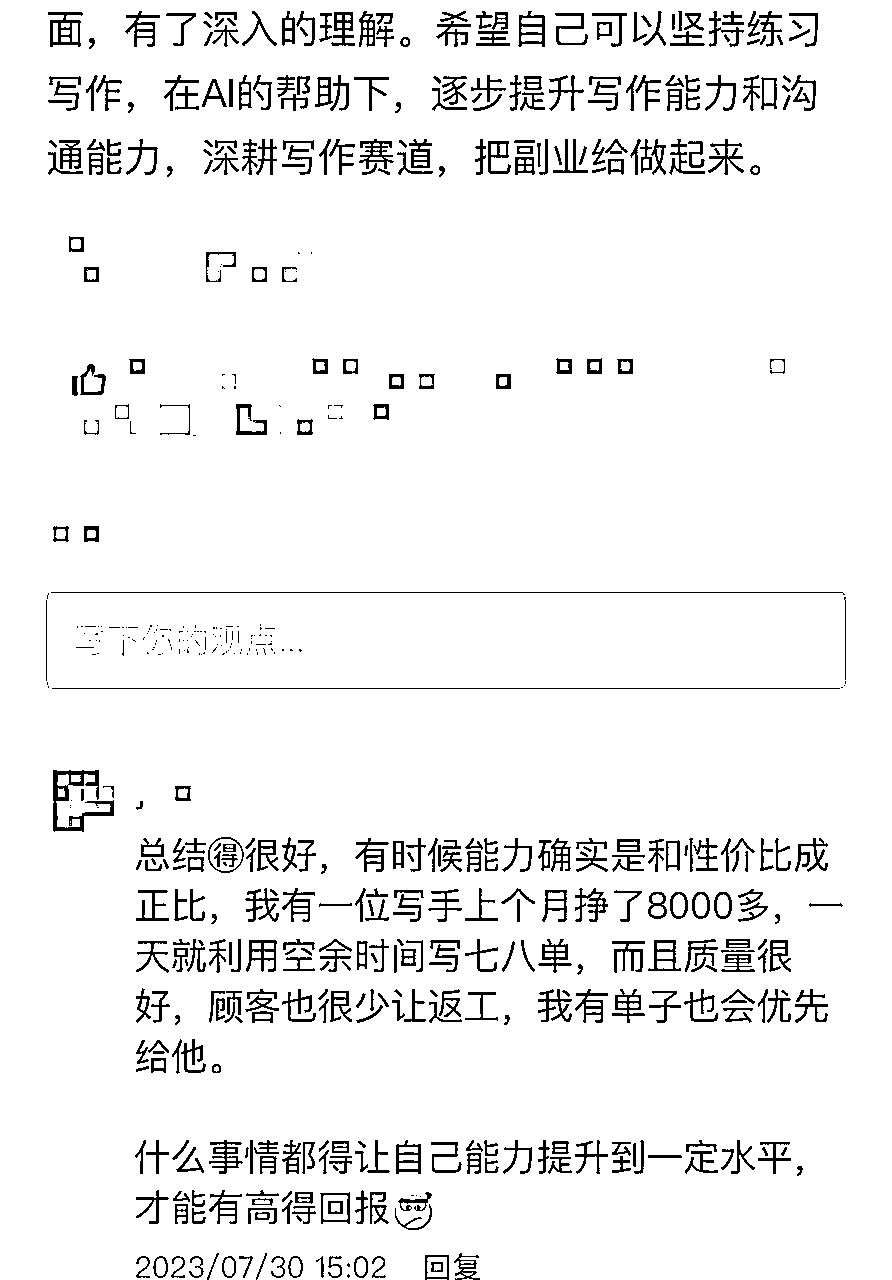 面，有了深入的理解。希望自己可以坚持练习
写作，在AI的帮助下，逐步提升写作能力和沟
通能力，深耕写作赛道，把副业给做起来。
写下你的观点...
总结㊝很好，有时候能力确实是和性价比成
正比，我有一位写手上个月挣了8000多，一
天就利用空余时间写七八单，而且质量很
好，顾客也很少让返工，我有单子也会优先
给他。
什么事情都得让自己能力提升到一定水平，
才能有高得回报
2023/07/30 15:02 回复